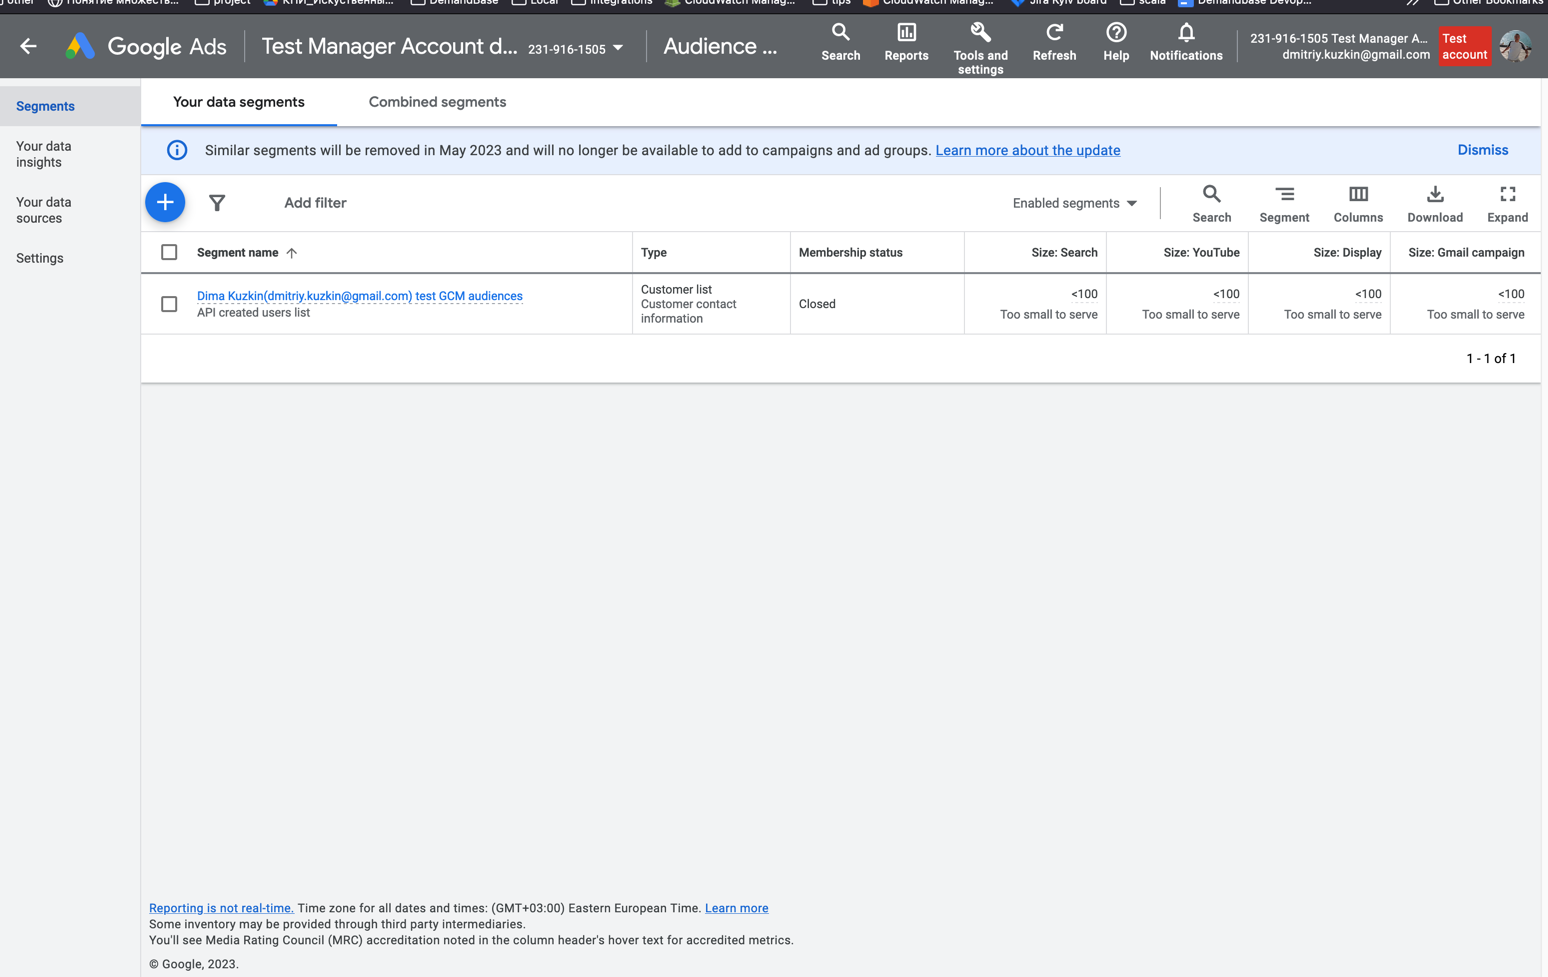 other
Понятие множеств...
project
КПИ_Искуственны...
Demandbase
Local
integrations
CloudWatch Manag...
tips
CloudWatch Manag...
Jira Kyiv board
scala
Demandbase Devop...
Other Bookmarks
Google Ads
Test Manager Account d... 231-916-1505
Audience ...
Search
Reports
Tools and settings
Refresh
Help
Notifications
231-916-1505 Test Manager A...
dmitriy.kuzkin@gmail.com
Test account
Segments
Your data insights
Your data sources
Settings
Your data segments
Combined segments
Similar segments will be removed in May 2023 and will no longer be available to add to campaigns and ad groups. Learn more about the update
Dismiss
Add filter
Enabled segments
Search
Segment
Columns
Download
Expand
Segment name
Type
Membership status
Size: Search
Size: YouTube
Size: Display
Size: Gmail campaign
Dima Kuzkin(dmitriy.kuzkin@gmail.com) test GCM audiences
API created users list
Customer list
Customer contact
information
Closed
<100
Too small to serve
<100
Too small to serve
<100
Too small to serve
<100
Too small to serve
1 - 1 of 1
Reporting is not real-time. Time zone for all dates and times: (GMT+03:00) Eastern European Time. Learn more
Some inventory may be provided through third party intermediaries.
You'll see Media Rating Council (MRC) accreditation noted in the column header's hover text for accredited metrics.
© Google, 2023.